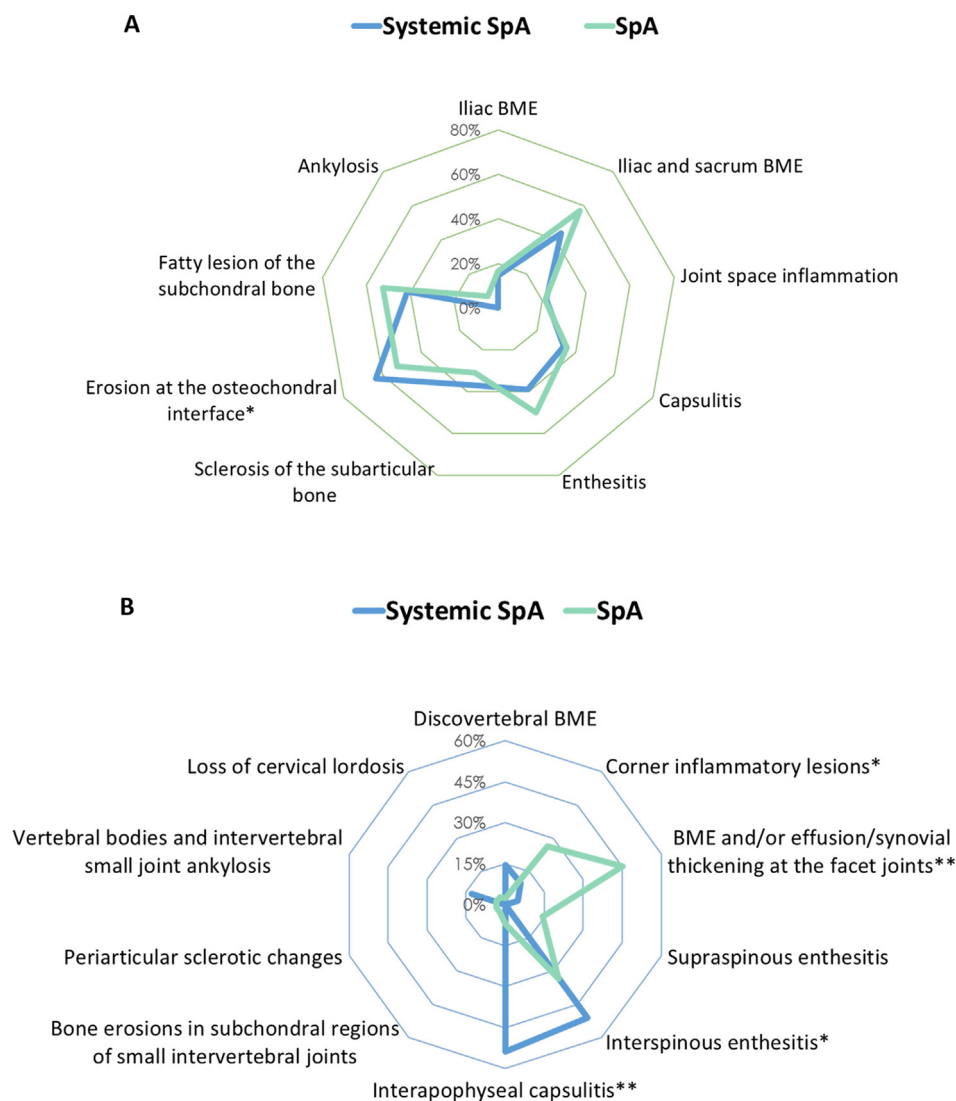 A
Systemic SpA SpA
Iliac BME
80%
Ankylosis
Iliac and sacrum BME
60%
40%
Fatty lesion of the
subchondral bone
Joint space inflammation
20%
0%
Erosion at the osteochondral
interface*
Capsulitis
Sclerosis of the subarticular
bone
Enthesitis
B
Systemic SpA SpA
Discovertebral BME
60%
Loss of cervical lordosis
Corner inflammatory lesions*
45%
Vertebral bodies and intervertebral
small joint ankylosis
30%
BME and/or effusion/synovial
thickening at the facet joints**
15%
0%
Periarticular sclerotic changes
Supraspinous enthesitis
Bone erosions in subchondral regions
of small intervertebral joints
Interspinous enthesitis*
Interapophyseal capsulitis**